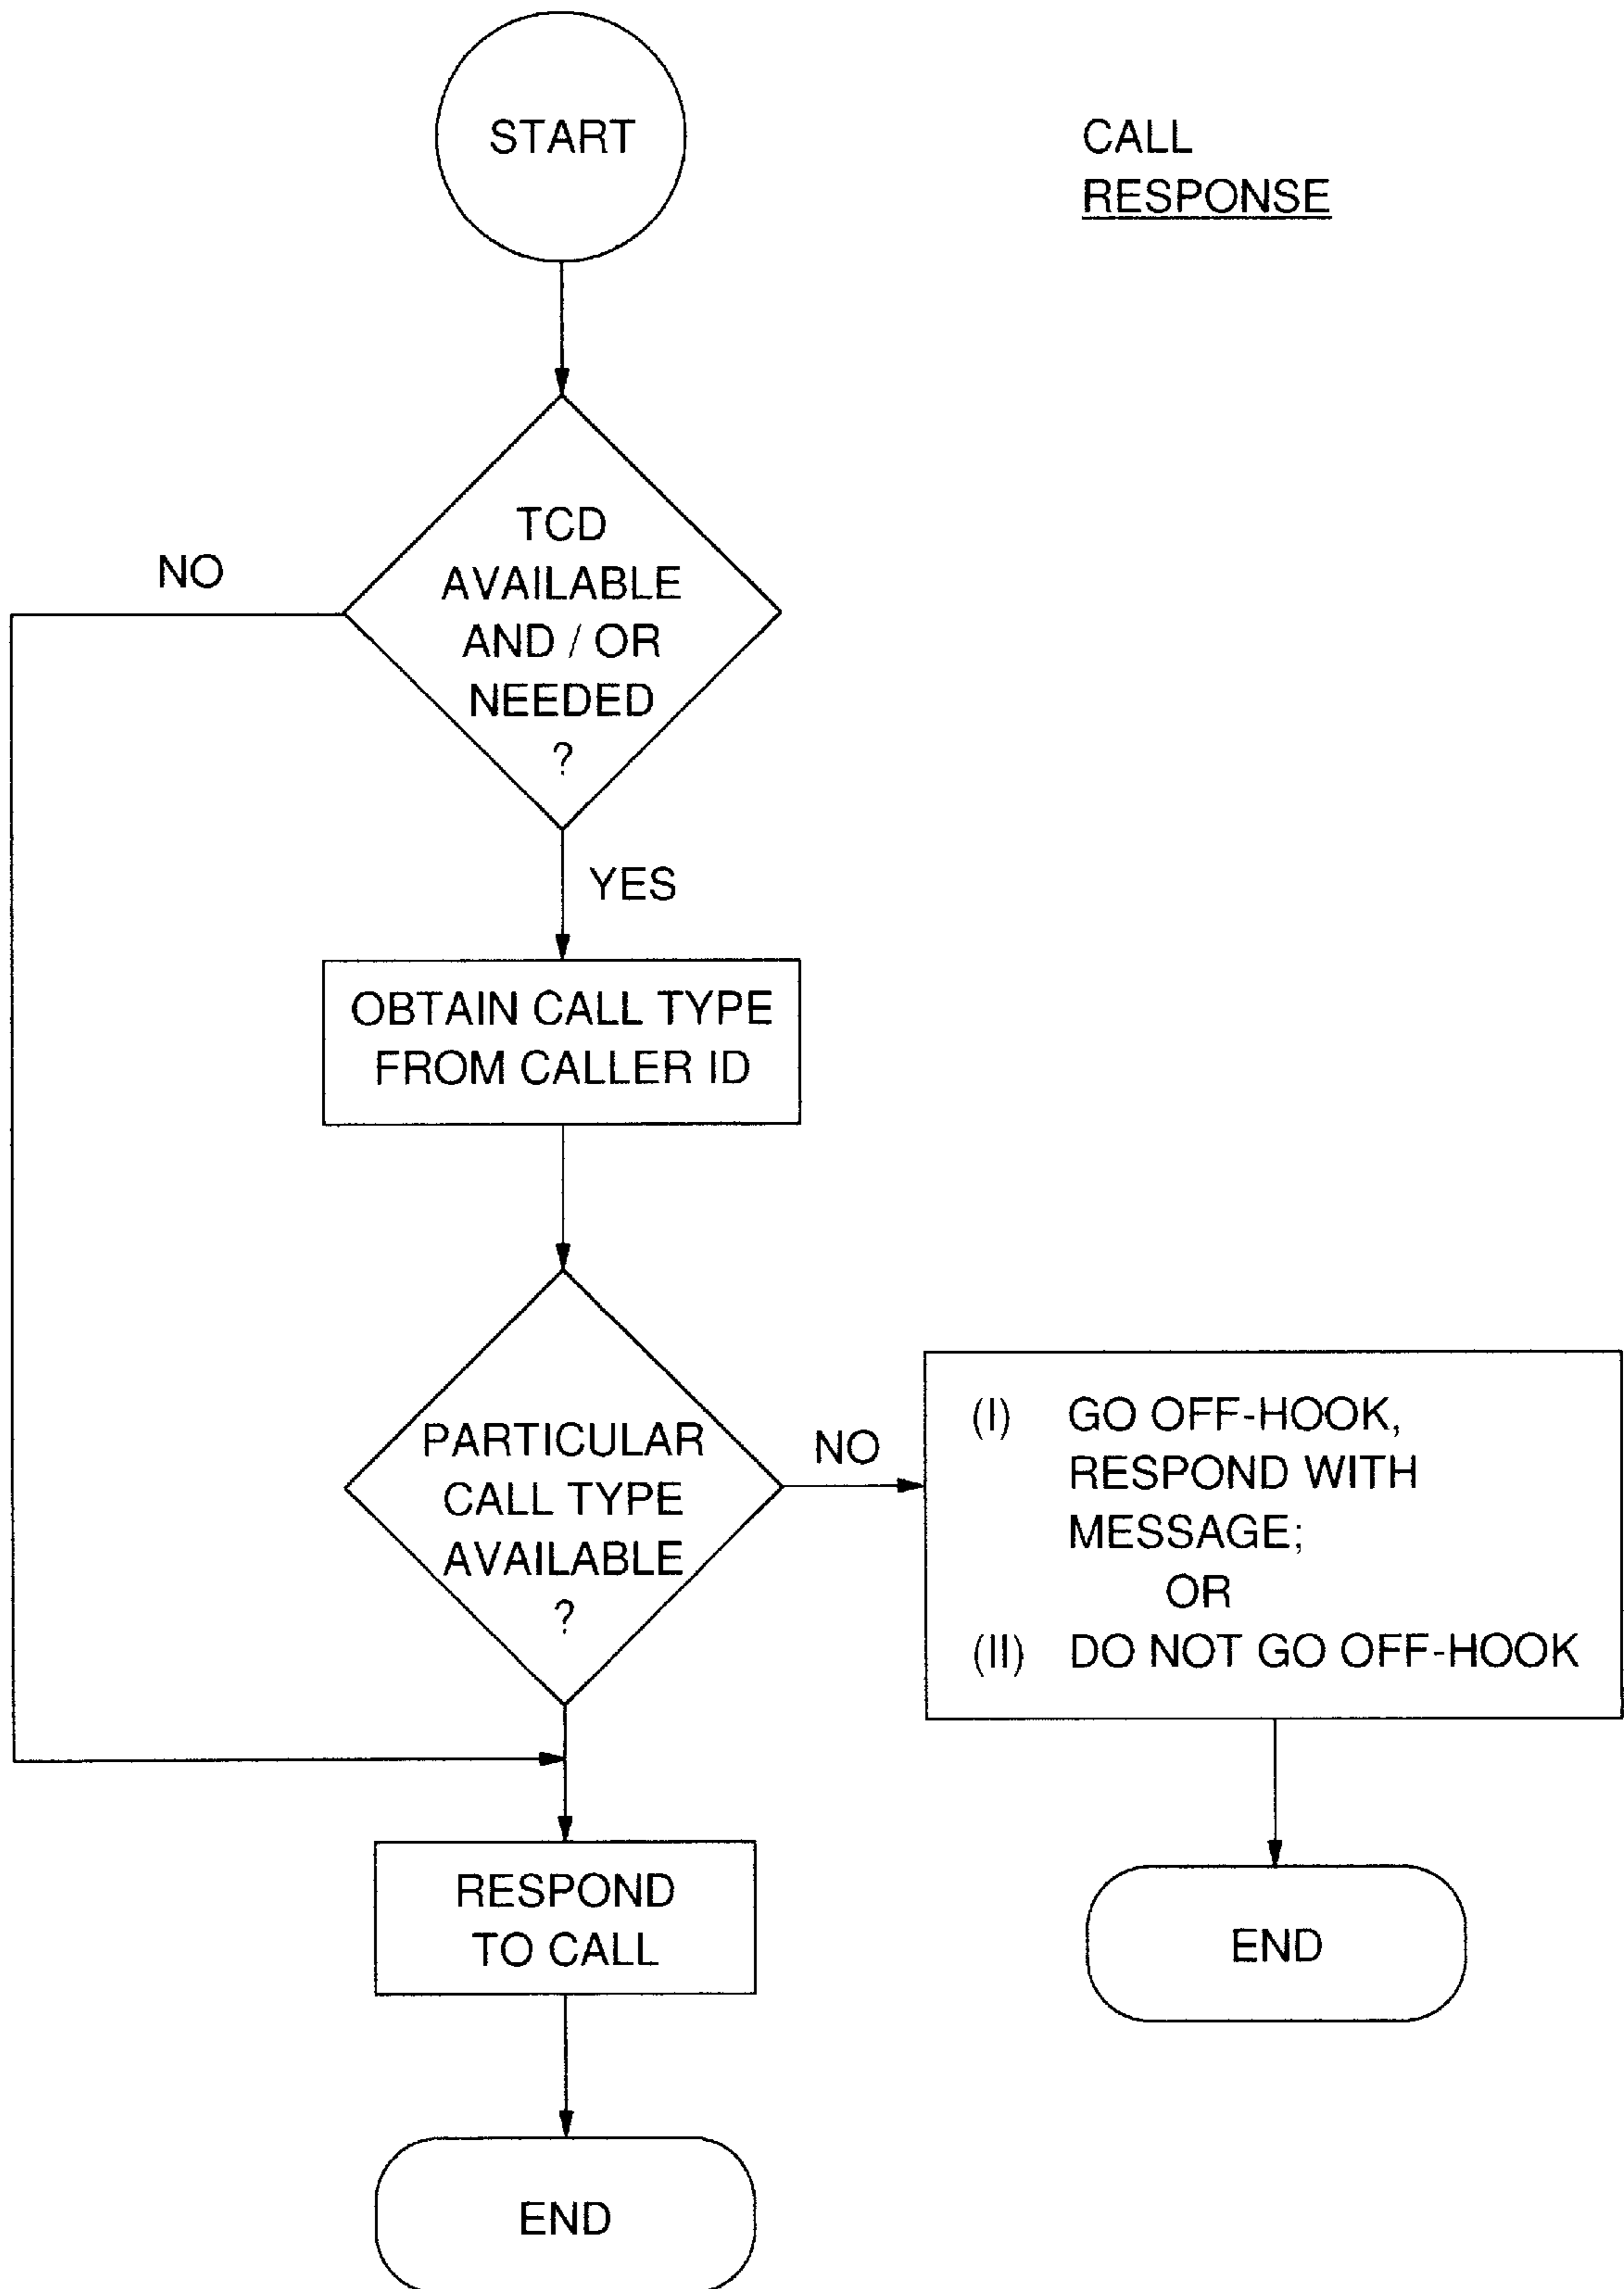 START
CALL
RESPONSE
TCD
AVAILABLE
AND / OR
NEEDED
?
NO
YES
OBTAIN CALL TYPE
FROM CALLER ID
PARTICULAR
CALL TYPE
AVAILABLE
?
NO
(I) GO OFF-HOOK,
RESPOND WITH
MESSAGE;
OR
(II) DO NOT GO OFF-HOOK
RESPOND
TO CALL
END
END